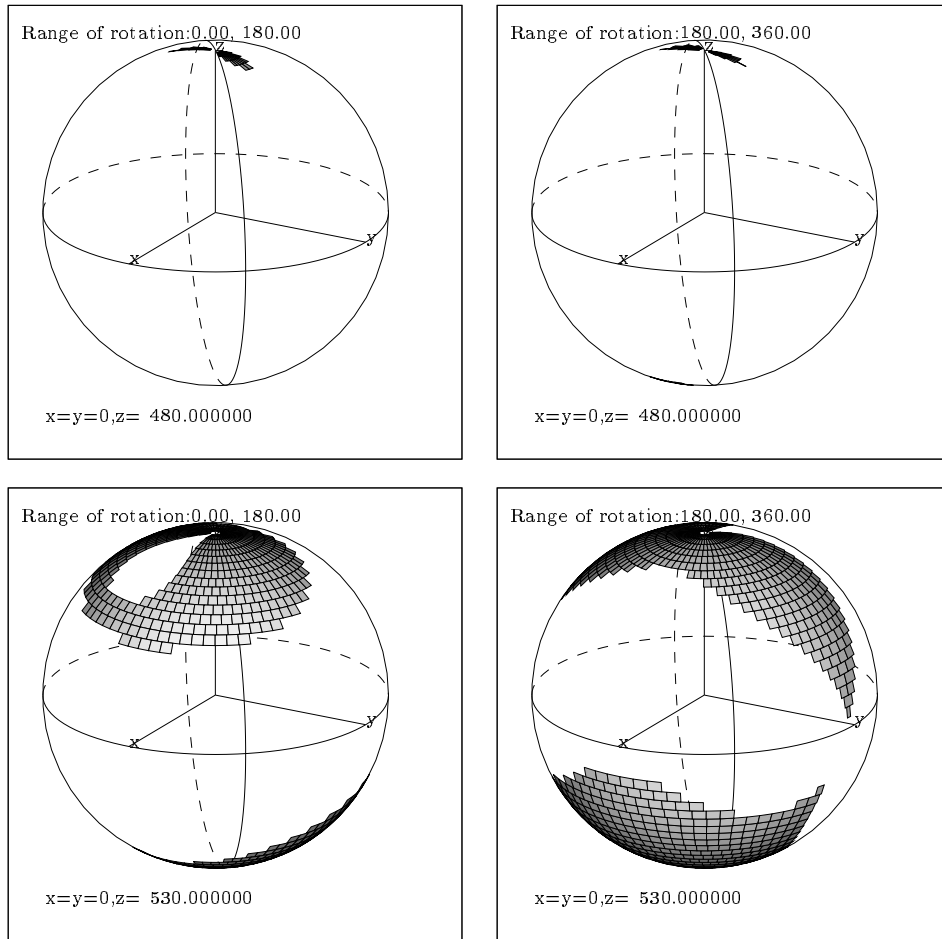 Range of rotation:0.00, 180.00
z
x
y
x=y=0,z= 480.000000
Range of rotation:180.00, 360.00
z
x
y
x=y=0,z= 480.000000
Range of rotation:0.00, 180.00
x
y
x=y=0,z= 530.000000
Range of rotation:180.00, 360.00
x
y
x=y=0,z= 530.000000